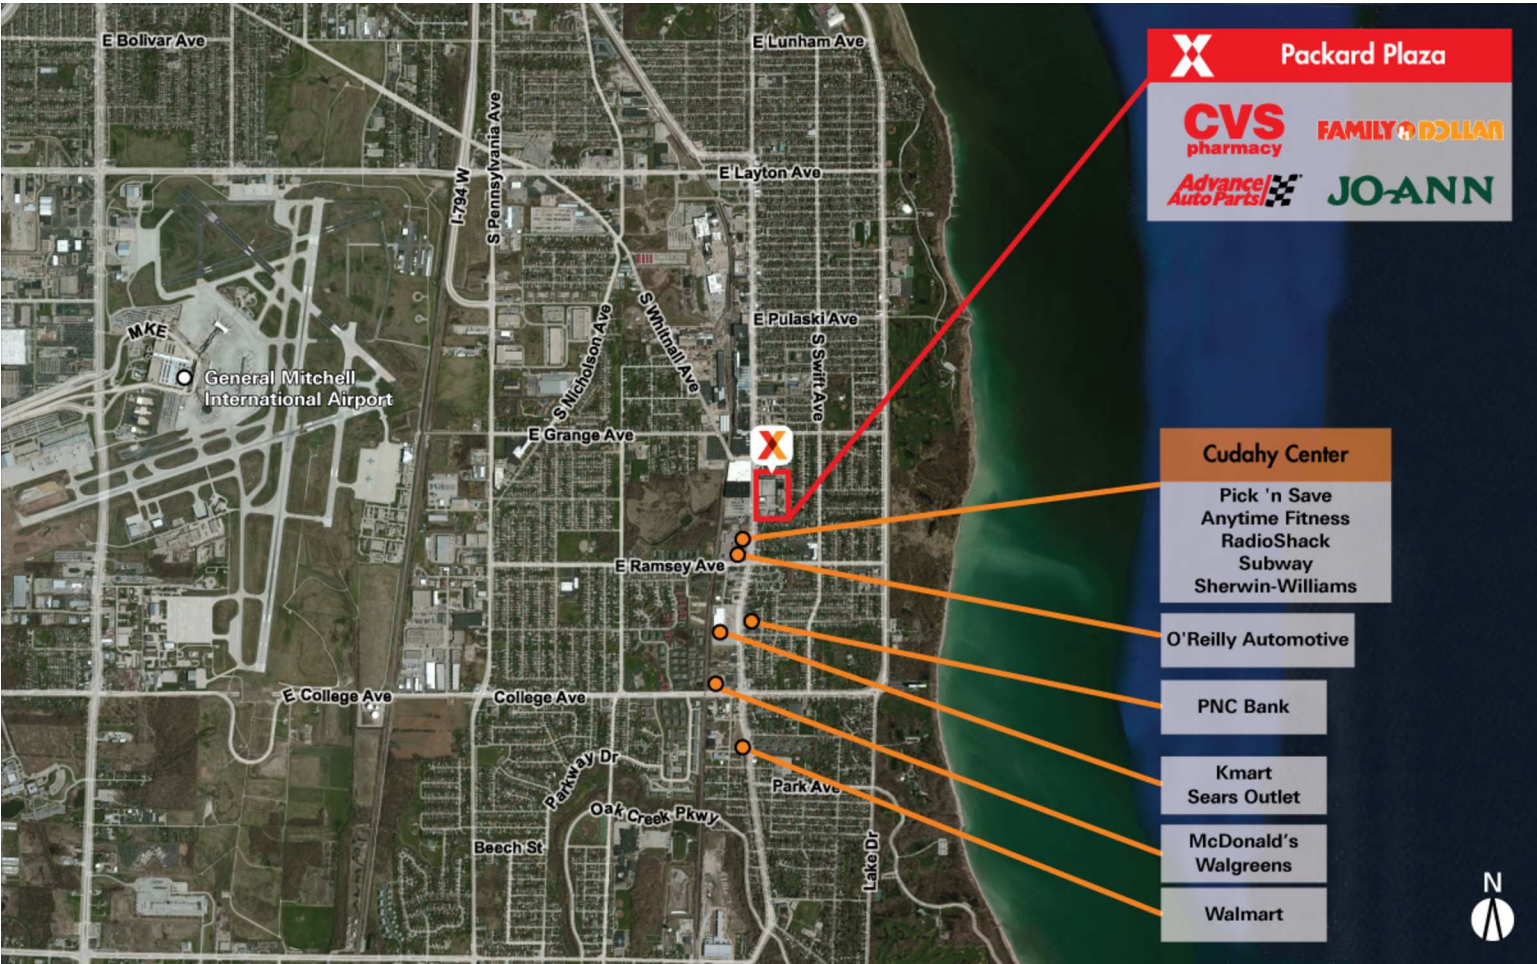 E Bolivar Ave
E Lunham Ave
Packard Plaza
CVS
pharmacy
FAMILY DOLLAR
Advance
Auto Parts
JO-ANN
S Pennsylvania Ave
I-794 W
E Layton Ave
MKE
General Mitchell
International Airport
S Nicholson Ave
S Whitnall Ave
E Pulaski Ave
S Swift Ave
E Grange Ave
Cudahy Center
Pick 'n Save
Anytime Fitness
RadioShack
Subway
Sherwin-Williams
E Ramsey Ave
O'Reilly Automotive
PNC Bank
E College Ave
College Ave
Kmart
Sears Outlet
Parkway Dr
Park Ave
Oak Creek Pkwy
Beech St
Lake Dr
McDonald's
Walgreens
Walmart
N